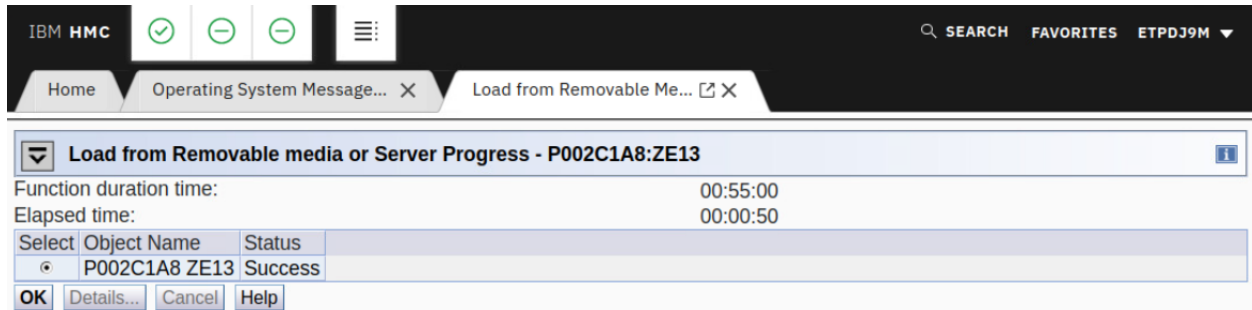 IBM HMC SEARCH FAVORITES ETPDJ9M
Home Operating System Message... Load from Removable Me...
Load from Removable media or Server Progress - P002C1A8:ZE13
Function duration time: 00:55:00
Elapsed time: 00:00:50
Select Object Name Status
P002C1A8 ZE13 Success
OK Details... Cancel Help